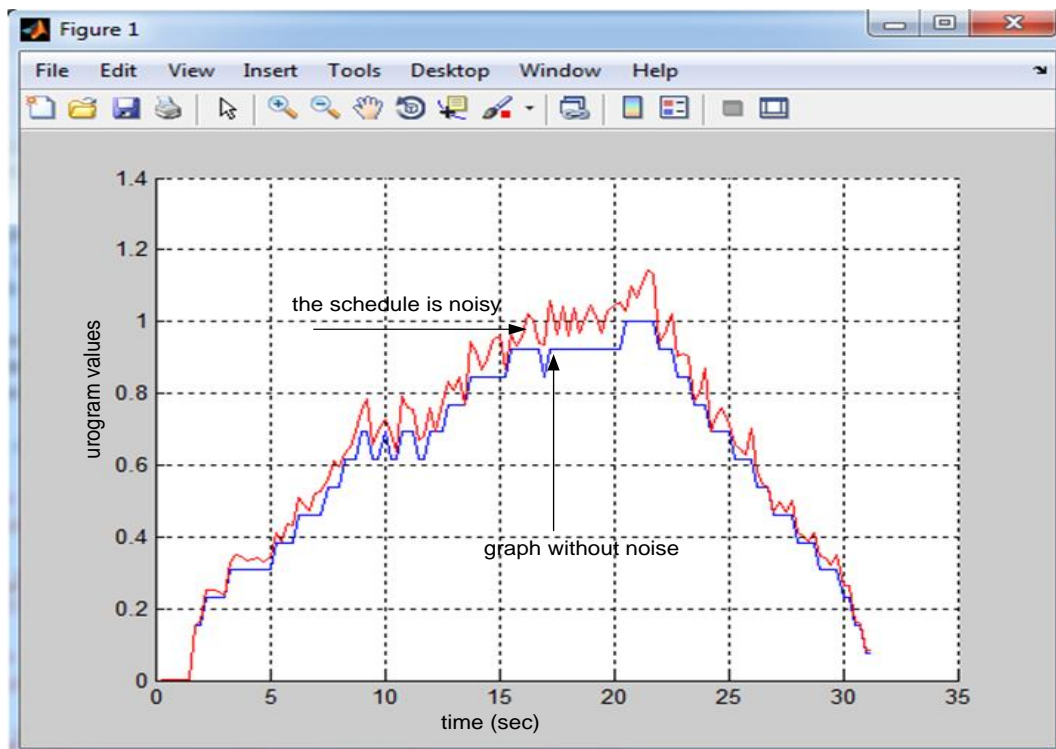 Figure 1
File Edit View Insert Tools Desktop Window Help
1.4
1.2
1
0.8
0.6
0.4
0.2
0
urogram values
the schedule is noisy
graph without noise
0 5 10 15 20 25 30 35
time (sec)